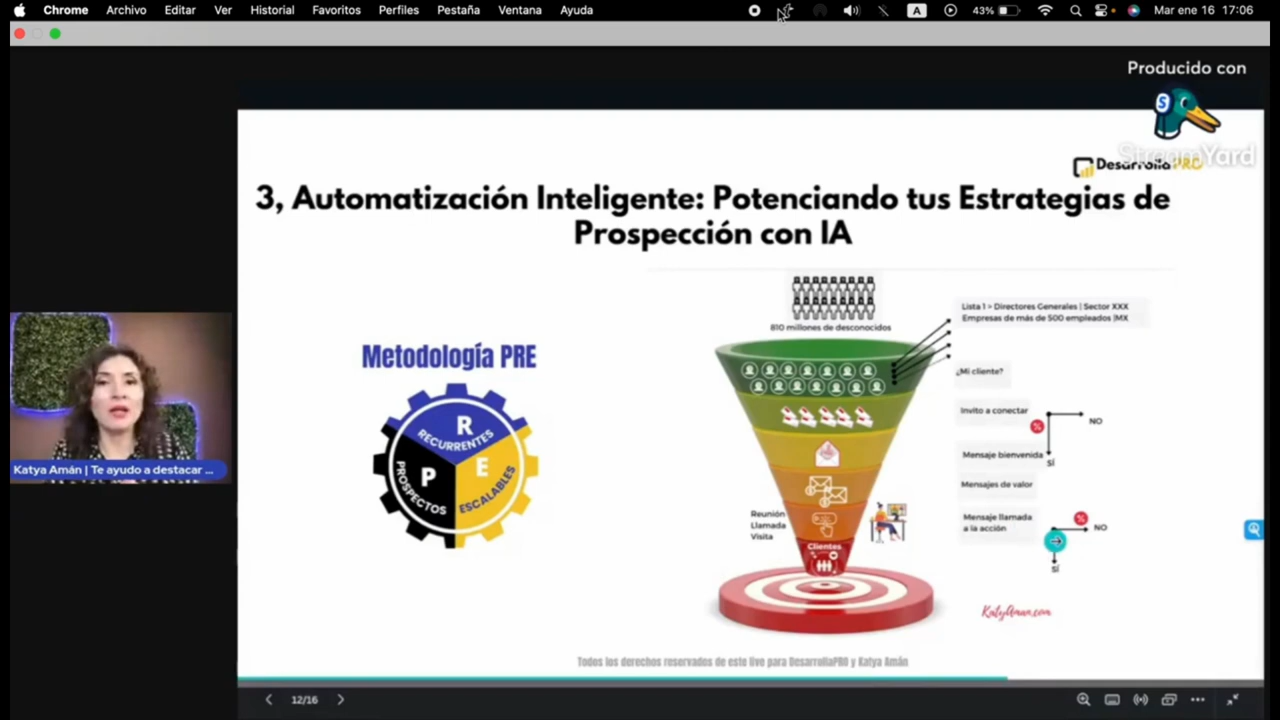 Chrome Archivo Editar Ver Historial Favoritos Perfiles Pestaña Ventana Ayuda
A 43% Mar ene 16 17:06
Producido con
S
StreamYard
DesarrollaPRO
3, Automatización Inteligente: Potenciando tus Estrategias de
Prospección con IA
810 millones de desconocidos
Lista 1 > Directores Generales | Sector XXX
Empresas de más de 500 empleados |MX
Metodología PRE
R
RECURRENTES
P
PROSPECTOS
E
ESCALABLES
¿Mi cliente?
Invito a conectar
NO
%
Mensaje bienvenida
SÍ
Mensajes de valor
Reunión
Llamada
Visita
Mensaje llamada
a la acción
%
NO
SÍ
Clientes
KatyAman.com
Katya Amán | Te ayudo a destacar ...
Todos los derechos reservados de este live para DesarrollaPRO y Katya Amán
12/16